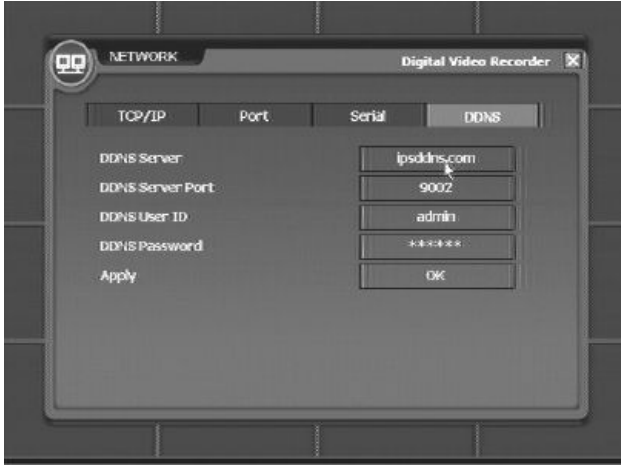 NETWORK
Digital Video Recorder X
TCP/IP Port Serial DDNS
DDNS Server ipsddns.com
DDNS Server Port 9002
DDNS User ID admin
DDNS Password ******
Apply OK